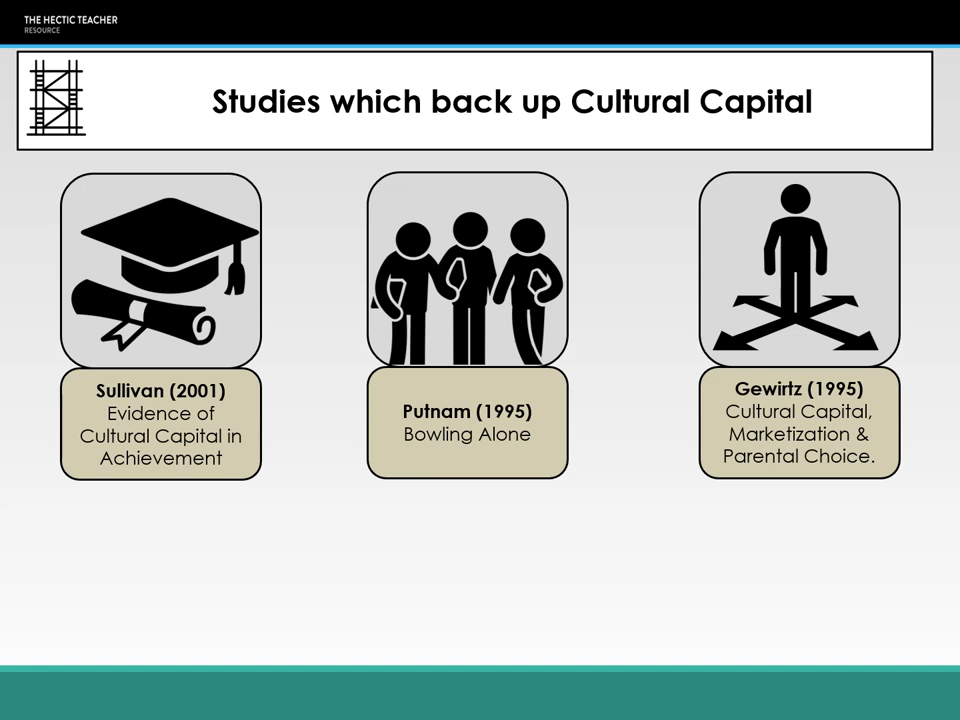 THE HECTIC TEACHER
RESOURCE
Studies which back up Cultural Capital
Sullivan (2001)
Evidence of
Cultural Capital in
Achievement
Putnam (1995)
Bowling Alone
Gewirtz (1995)
Cultural Capital,
Marketization &
Parental Choice.